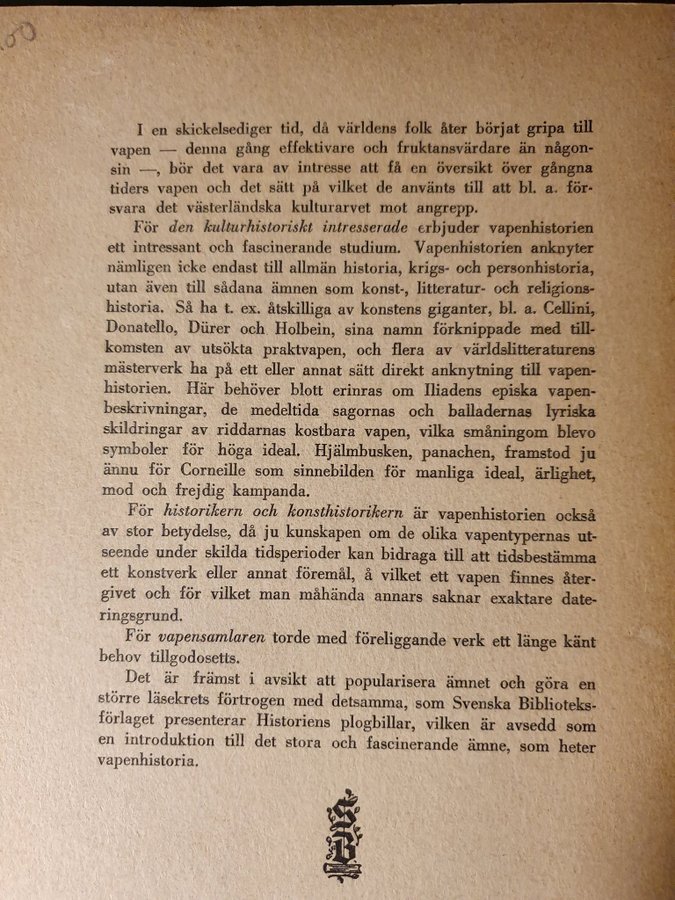 .00
I en skickelsediger tid, då världens folk åter börjat gripa till
vapen — denna gång effektivare och fruktansvärdare än någon-
sin —, bör det vara av intresse att få en översikt över gångna
tiders vapen och det sätt på vilket de använts till att bl. a. för-
svara det västerländska kulturarvet mot angrepp.
För den kulturhistoriskt intresserade erbjuder vapenhistorien
ett intressant och fascinerande studium. Vapenhistorien anknyter
nämligen icke endast till allmän historia, krigs- och personhistoria,
utan även till sådana ämnen som konst-, litteratur- och religions-
historia. Så ha t. ex. åtskilliga av konstens giganter, bl. a. Cellini,
Donatello, Dürer och Holbein, sina namn förknippade med till-
komsten av utsökta praktvapen, och flera av världslitteraturens
mästerverk ha på ett eller annat sätt direkt anknytning till vapen-
historien. Här behöver blott erinras om Iliadens episka vapen-
beskrivningar, de medeltida sagornas och balladernas lyriska
skildringar av riddarnas kostbara vapen, vilka småningom blevo
symboler för höga ideal. Hjälmbusken, panachen, framstod ju
ännu för Corneille som sinnebilden för manliga ideal, ärlighet,
mod och frejdig kampanda.
För historikern och konsthistorikern är vapenhistorien också
av stor betydelse, då ju kunskapen om de olika vapentypernas ut-
seende under skilda tidsperioder kan bidraga till att tidsbestämma
ett konstverk eller annat föremål, å vilket ett vapen finnes åter-
givet och för vilket man måhända annars saknar exaktare date-
ringsgrund.
För vapensamlaren torde med föreliggande verk ett länge känt
behov tillgodosetts.
Det är främst i avsikt att popularisera ämnet och göra en
större läsekrets förtrogen med detsamma, som Svenska Biblioteks-
förlaget presenterar Historiens plogbillar, vilken är avsedd som
en introduktion till det stora och fascinerande ämne, som heter
vapenhistoria.
S
B